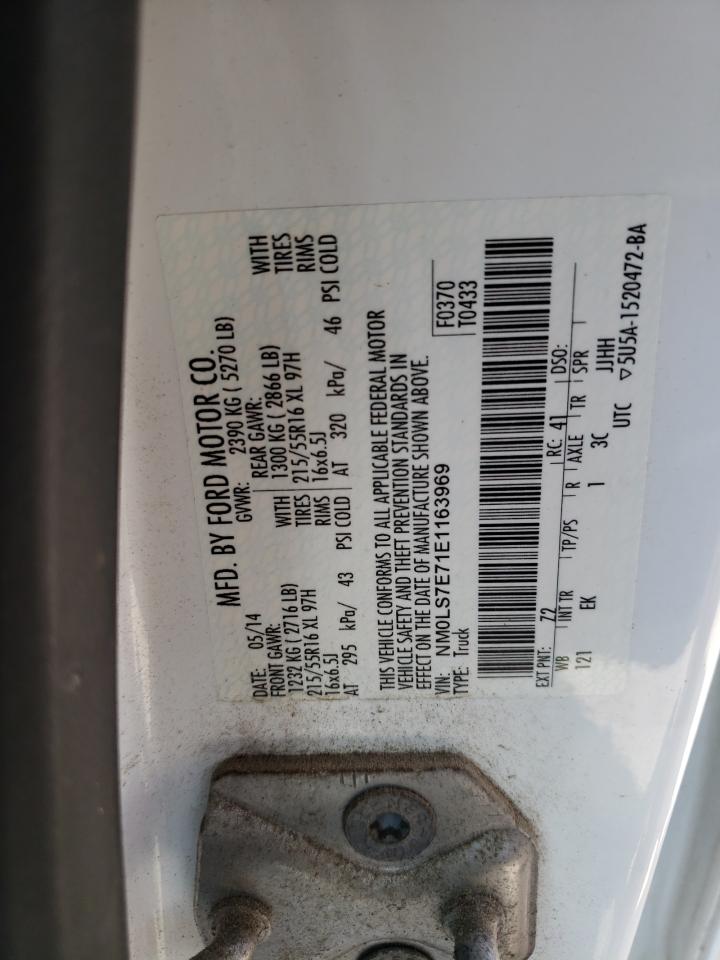 MFD. BY FORD MOTOR CO.
DATE: 05/14 GVWR: 2390 KG ( 5270 LB)
FRONT GAWR: REAR GAWR:
1232 KG ( 2716 LB) WITH 1300 KG ( 2866 LB) WITH
215/55R16 XL 97H TIRES 215/55R16 XL 97H TIRES
16x6.5J RIMS 16x6.5J RIMS
AT 295 kPa/ 43 PSI COLD AT 320 kPa/ 46 PSI COLD
THIS VEHICLE CONFORMS TO ALL APPLICABLE FEDERAL MOTOR
VEHICLE SAFETY AND THEFT PREVENTION STANDARDS IN
EFFECT ON THE DATE OF MANUFACTURE SHOWN ABOVE.
VIN: NM0LS7E71E1163969 F0370
TYPE: Truck T0433
EXT PNT: Z2 RC: 41 DSO:
WB INT TR TP/PS R AXLE TR SPR
121 EK 1 3C JJHH
UTC ▽5U5A-1520472-BA